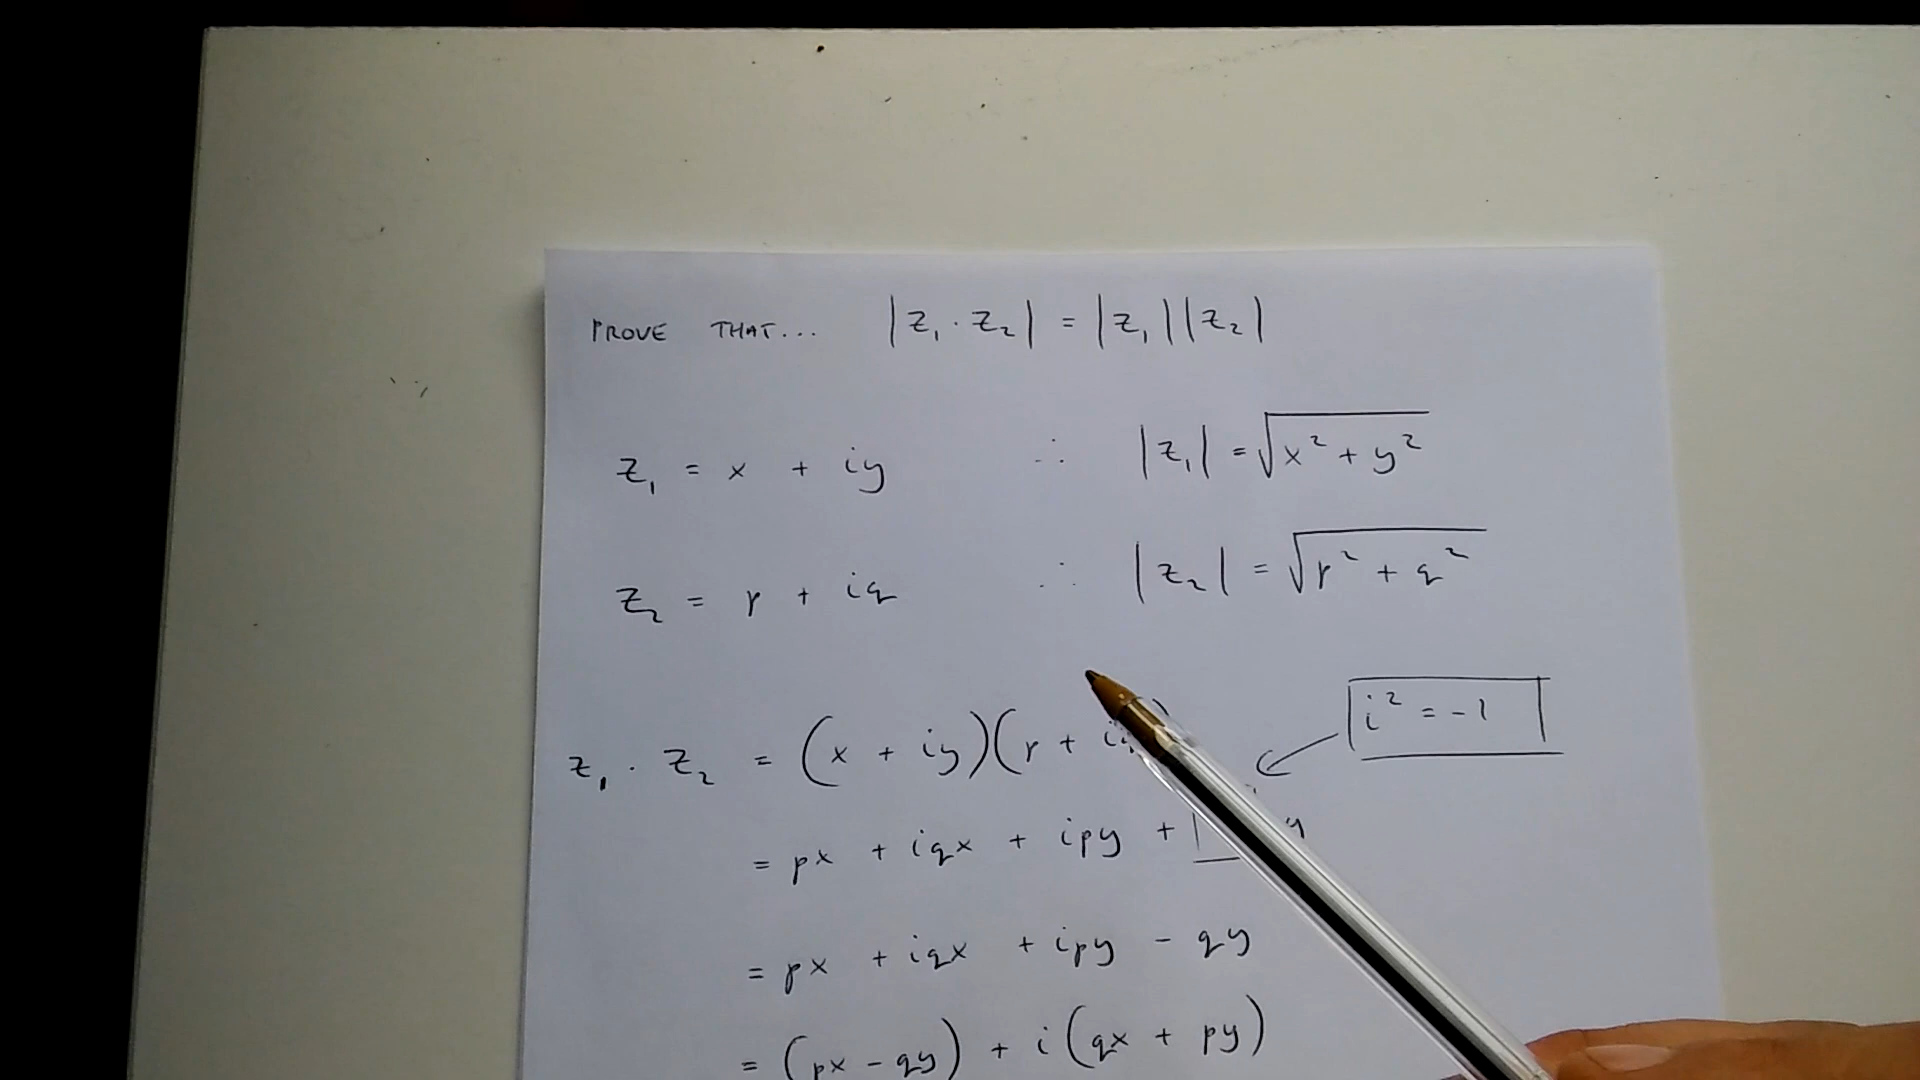 PROVE THAT... |z₁ · z₂| = |z₁||z₂|
z₁ = x + iy ∴ |z₁| = √(x² + y²)
z₂ = p + iq ∴ |z₂| = √(p² + q²)
i² = -1
z₁ · z₂ = (x + iy)(p + i
= px + iqx + ipy + y
= px + iqx + ipy - qy
= (px - qy) + i(qx + py)